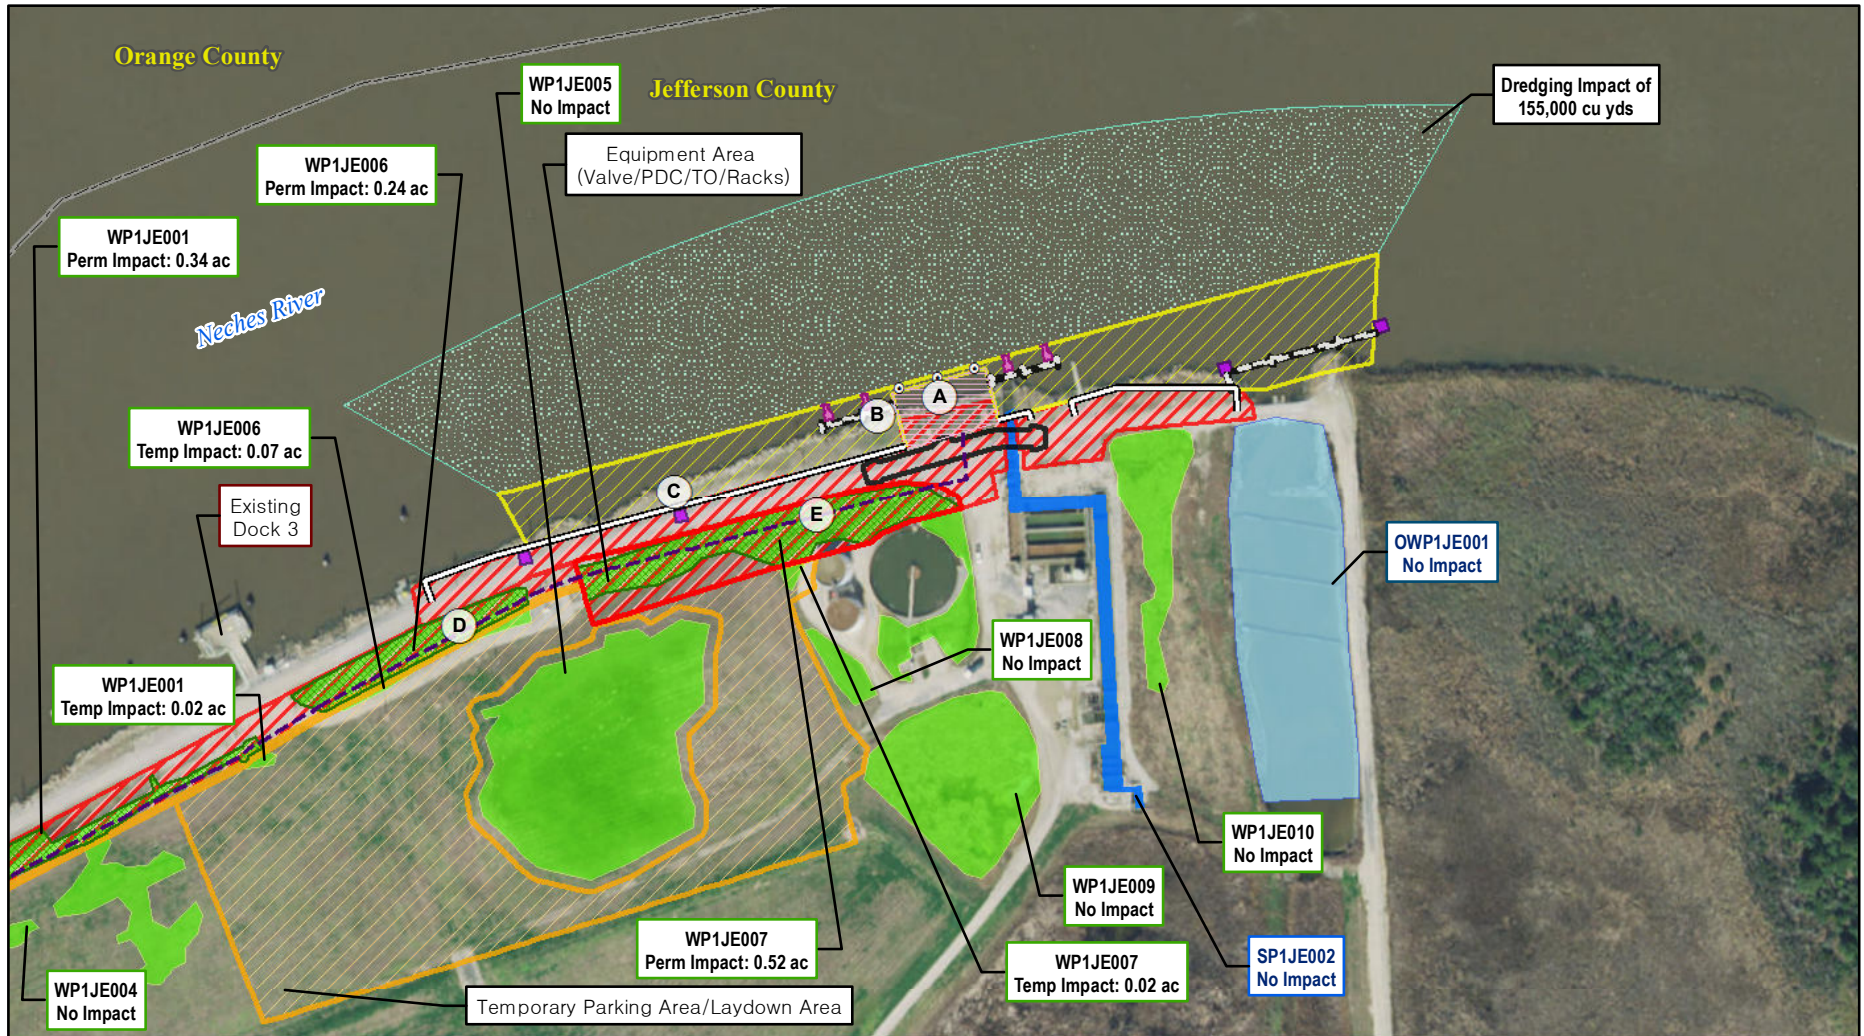 Orange County
Jefferson County
WP1JE005
No Impact
Dredging Impact of
155,000 cu yds
WP1JE006
Perm Impact: 0.24 ac
Equipment Area
(Valve/PDC/TO/Racks)
WP1JE001
Perm Impact: 0.34 ac
Neches River
A
B
WP1JE006
Temp Impact: 0.07 ac
C
Existing
Dock 3
E
OWP1JE001
No Impact
D
WP1JE008
No Impact
WP1JE001
Temp Impact: 0.02 ac
WP1JE010
No Impact
WP1JE009
No Impact
WP1JE007
Perm Impact: 0.52 ac
WP1JE007
Temp Impact: 0.02 ac
SP1JE002
No Impact
WP1JE004
No Impact
Temporary Parking Area/Laydown Area